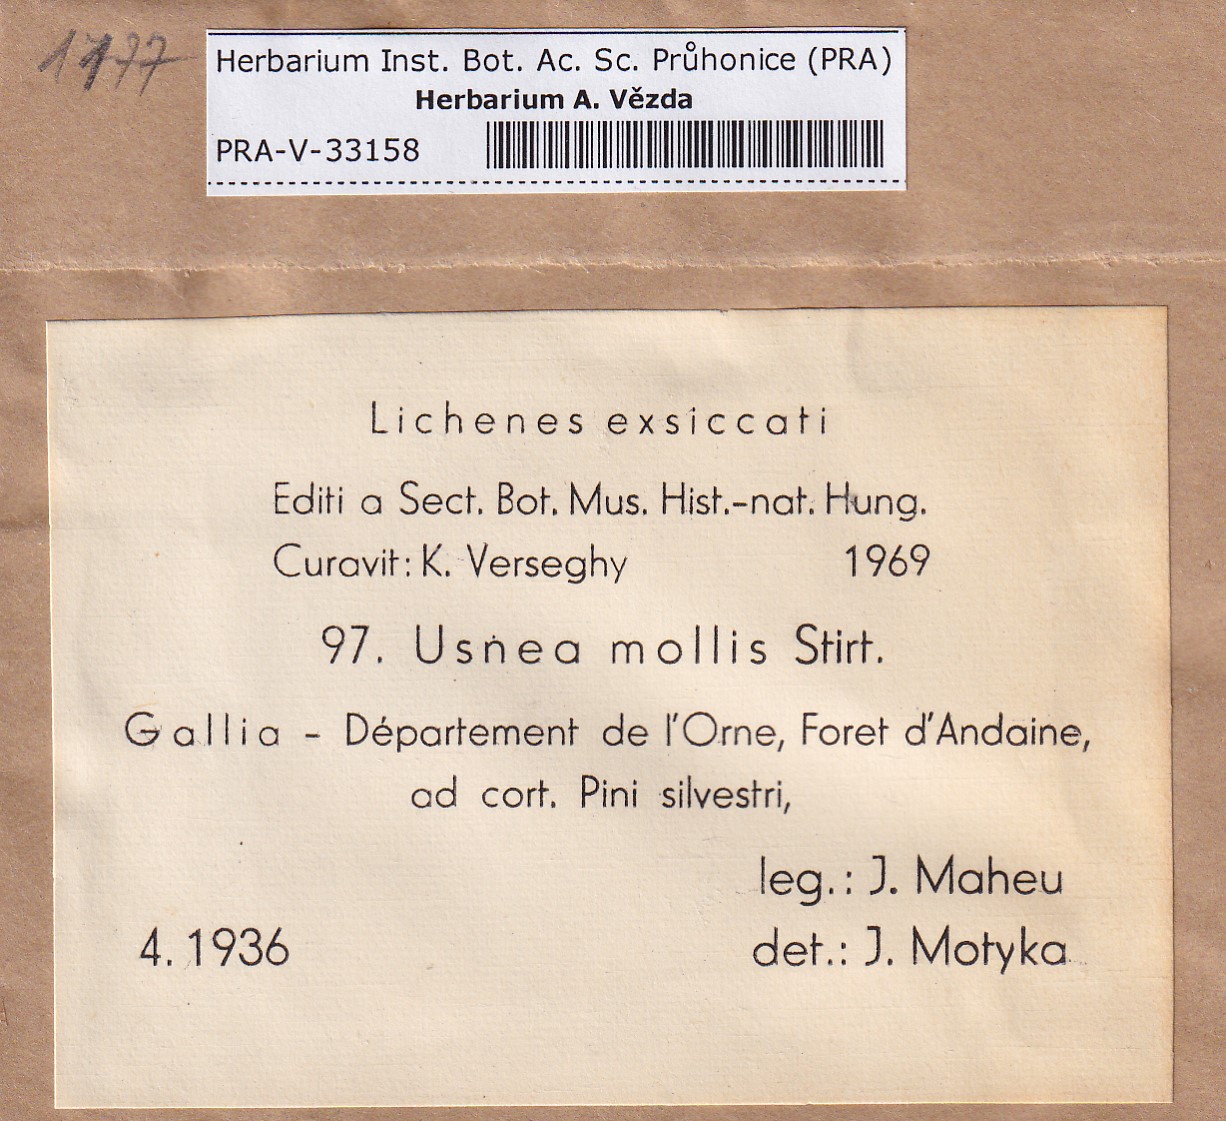 1177
Herbarium Inst. Bot. Ac. Sc. Průhonice (PRA)
Herbarium A. Vězda
PRA-V-33158
Lichenes exsiccati
Editi a Sect. Bot. Mus. Hist.-nat. Hung.
Curavit: K. Verseghy 1969
97. Usnea mollis Stirt.
Gallia - Département de l'Orne, Foret d'Andaine,
ad cort. Pini silvestri,
leg.: J. Maheu
4. 1936 det.: J. Motyka